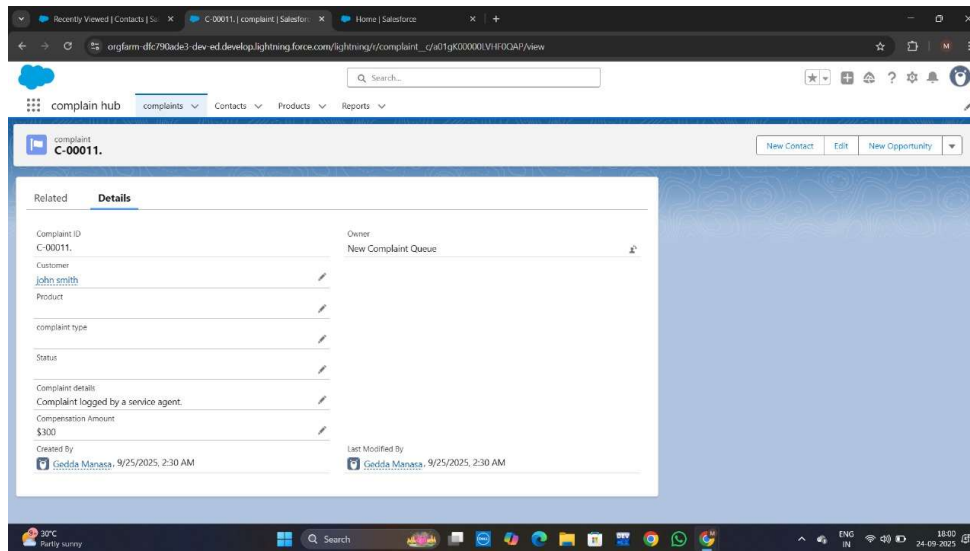 Recently Viewed | Contacts | Sa
C-00011. | complaint | Salesforc
Home | Salesforce
orgfarm-dfc790ade3-dev-ed.develop.lightning.force.com/lightning/r/complaint__c/a01gK00000LVHF0QAP/view
M
Search...
complain hub
complaints
Contacts
Products
Reports
complaint
C-00011.
New Contact
Edit
New Opportunity
Related
Details
Complaint ID
C-00011.
Owner
New Complaint Queue
Customer
john smith
Product
complaint type
Status
Complaint details
Complaint logged by a service agent.
Compensation Amount
$300
Created By
Gedda Manasa, 9/25/2025, 2:30 AM
Last Modified By
Gedda Manasa, 9/25/2025, 2:30 AM
30°C
Partly sunny
Search
ENG
IN
18:00
24-09-2025